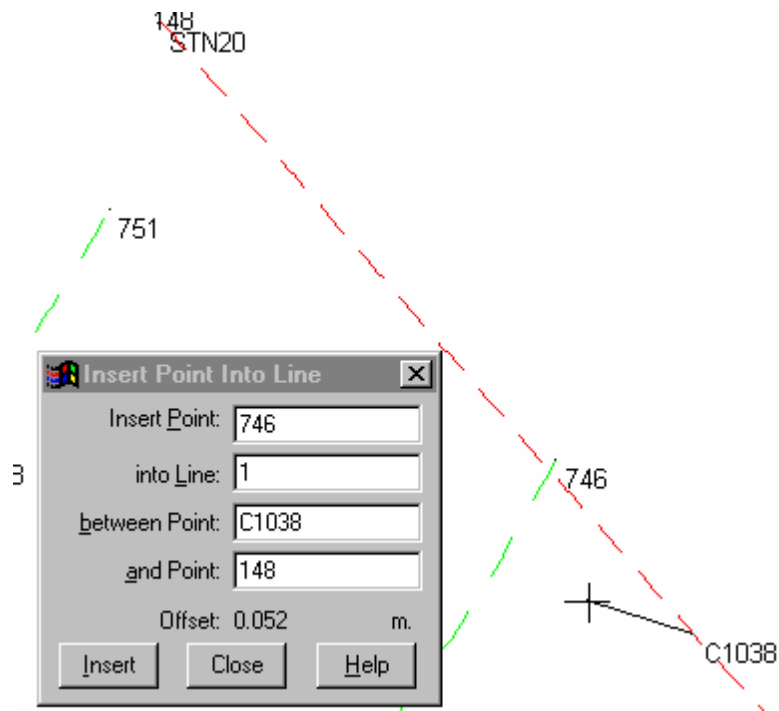 148
STN20
751
Insert Point Into Line
Insert Point: 746
into Line: 1
between Point: C1038
and Point: 148
Offset: 0.052 m.
Insert Close Help
746
C1038